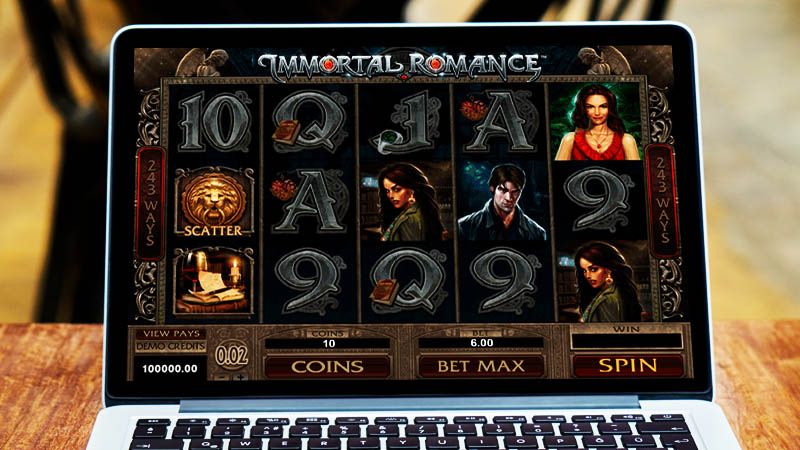 IMMORTAL ROMANCE™
10 Q J A
243 WAYS
243 WAYS
A 9
SCATTER
9 Q 9
VIEW PAYS
DEMO CREDITS
100000.00
0.02
- +
COINS
10
COINS
BET
6.00
BET MAX
WIN
SPIN